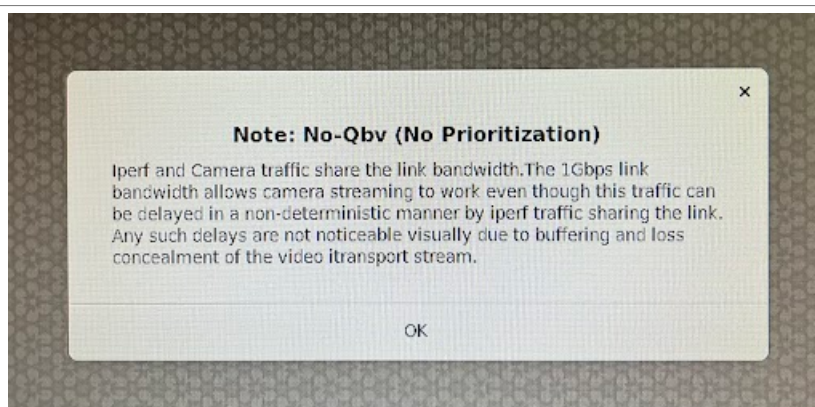 ×
Note: No-Qbv (No Prioritization)
Iperf and Camera traffic share the link bandwidth.The 1Gbps link
bandwidth allows camera streaming to work even though this traffic can
be delayed in a non-deterministic manner by iperf traffic sharing the link.
Any such delays are not noticeable visually due to buffering and loss
concealment of the video itransport stream.
OK